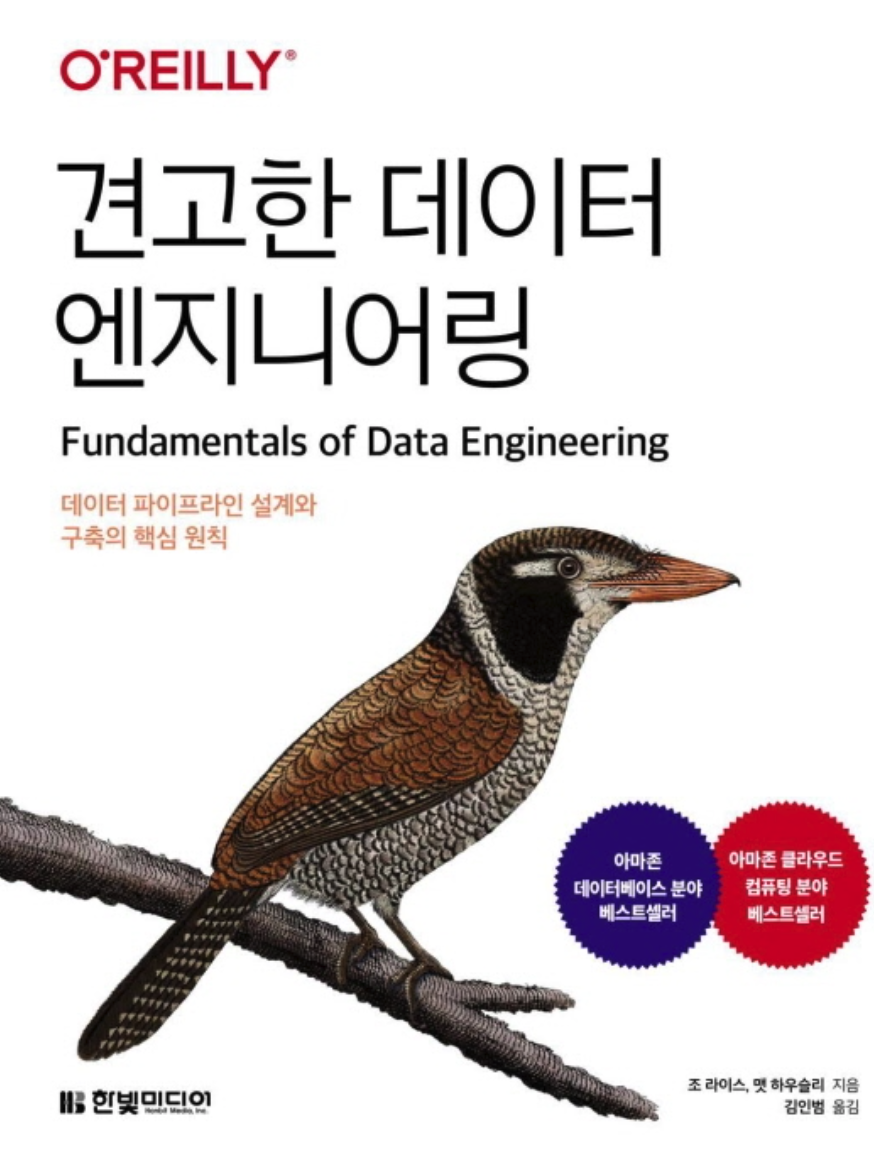 O'REILLY®
견고한 데이터
엔지니어링
Fundamentals of Data Engineering
데이터 파이프라인 설계와
구축의 핵심 원칙
아마존
데이터베이스 분야
베스트셀러
아마존 클라우드
컴퓨팅 분야
베스트셀러
한빛미디어
Hanbit Media, Inc.
조 라이스, 맷 하우슬리 지음
김인범 옮김